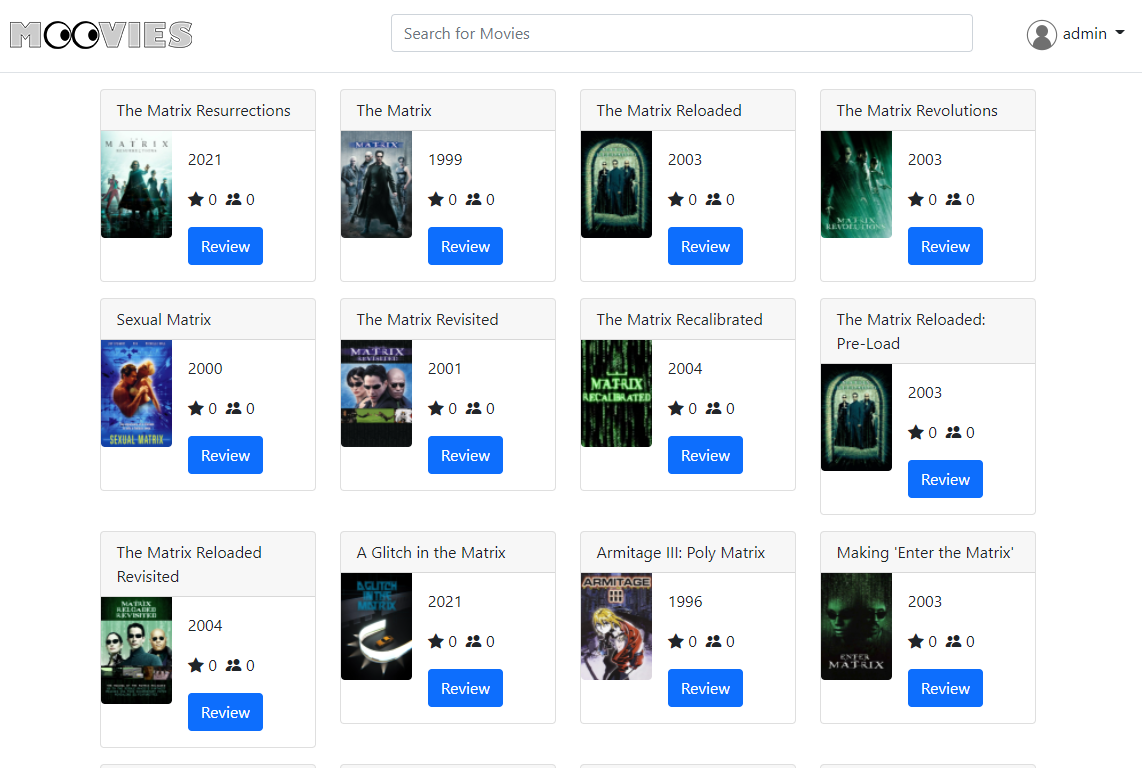 MOOVIES
Search for Movies
admin
The Matrix Resurrections
MATRIX
2021
0 0
Review
The Matrix
MATRIX
1999
0 0
Review
The Matrix Reloaded
2003
0 0
Review
The Matrix Revolutions
MATRIX
REVOLUTIONS
2003
0 0
Review
Sexual Matrix
SEXUAL MATRIX
2000
0 0
Review
The Matrix Revisited
MATRIX
REVISITED
2001
0 0
Review
The Matrix Recalibrated
MATRIX
RECALIBRATED
2004
0 0
Review
The Matrix Reloaded:
Pre-Load
2003
0 0
Review
The Matrix Reloaded
Revisited
MATRIX
RELOADED
REVISITED
2004
0 0
Review
A Glitch in the Matrix
A GLITCH
IN THE
MATRIX
2021
0 0
Review
Armitage III: Poly Matrix
ARMITAGE
III
1996
0 0
Review
Making 'Enter the Matrix'
ENTER
MATRIX
2003
0 0
Review